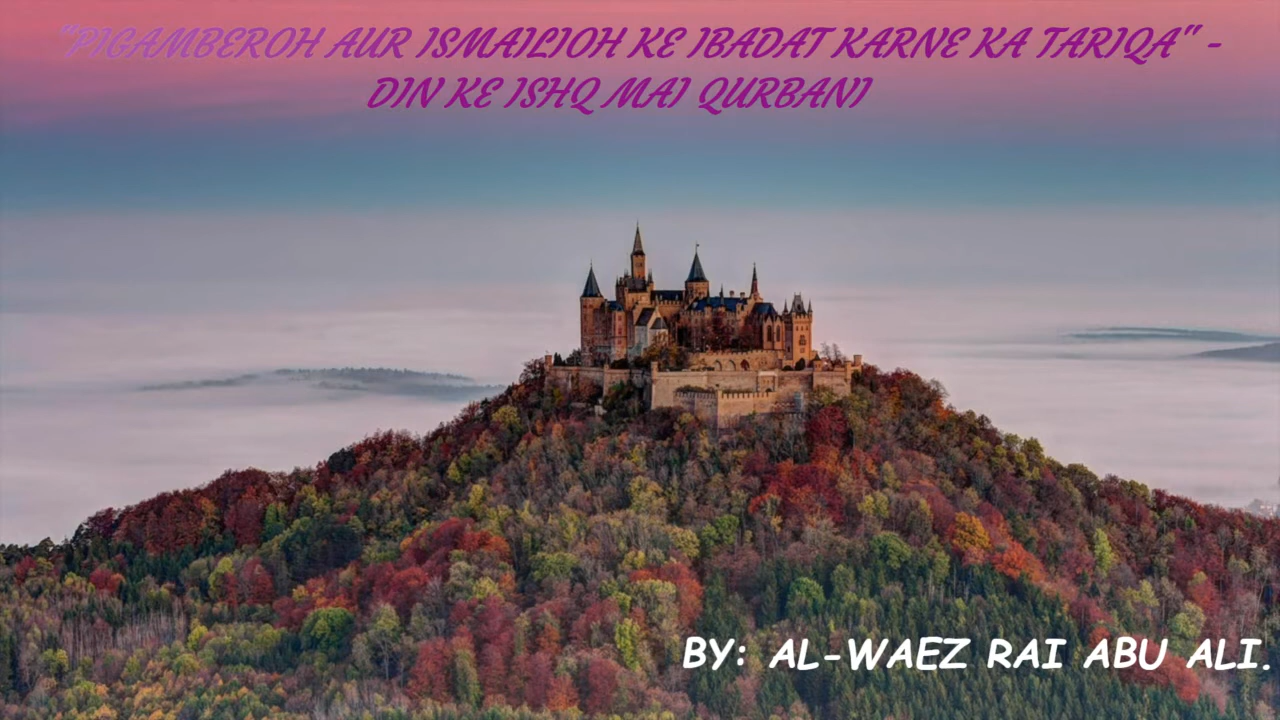 "PIGAMBEROH AUR ISMAILIOH KE IBADAT KARNE KA TARIQA" -
DIN KE ISHQ MAI QURBANI
BY: AL-WAEZ RAI ABU ALI.